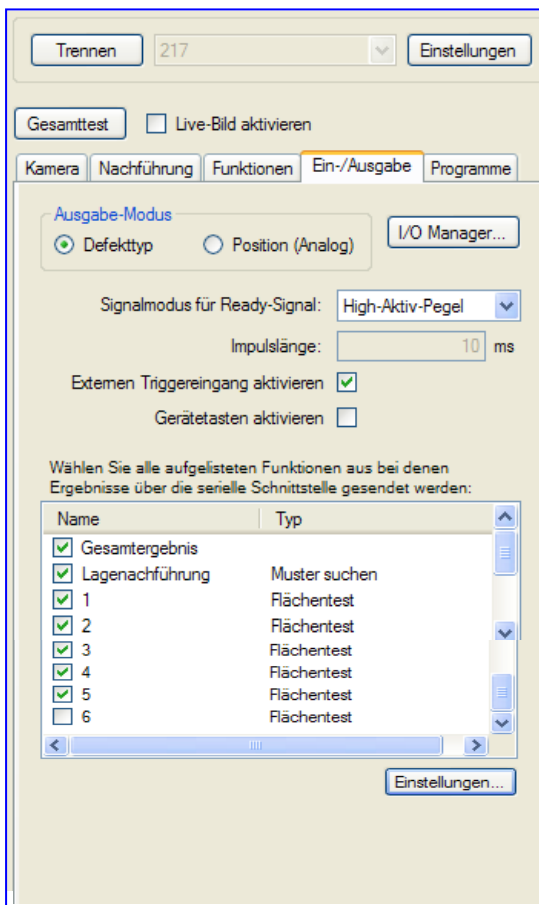 Trennen 217 Einstellungen
Gesamttest Live-Bild aktivieren
Kamera Nachführung Funktionen Ein-/Ausgabe Programme
Ausgabe-Modus
Defekttyp Position (Analog) I/O Manager...
Signalmodus für Ready-Signal: High-Aktiv-Pegel
Impulslänge: 10 ms
Externen Triggereingang aktivieren
Gerätetasten aktivieren
Wählen Sie alle aufgelisteten Funktionen aus bei denen
Ergebnisse über die serielle Schnittstelle gesendet werden:
Name Typ
Gesamtergebnis
Lagenachführung Muster suchen
1 Flächentest
2 Flächentest
3 Flächentest
4 Flächentest
5 Flächentest
6 Flächentest
Einstellungen...